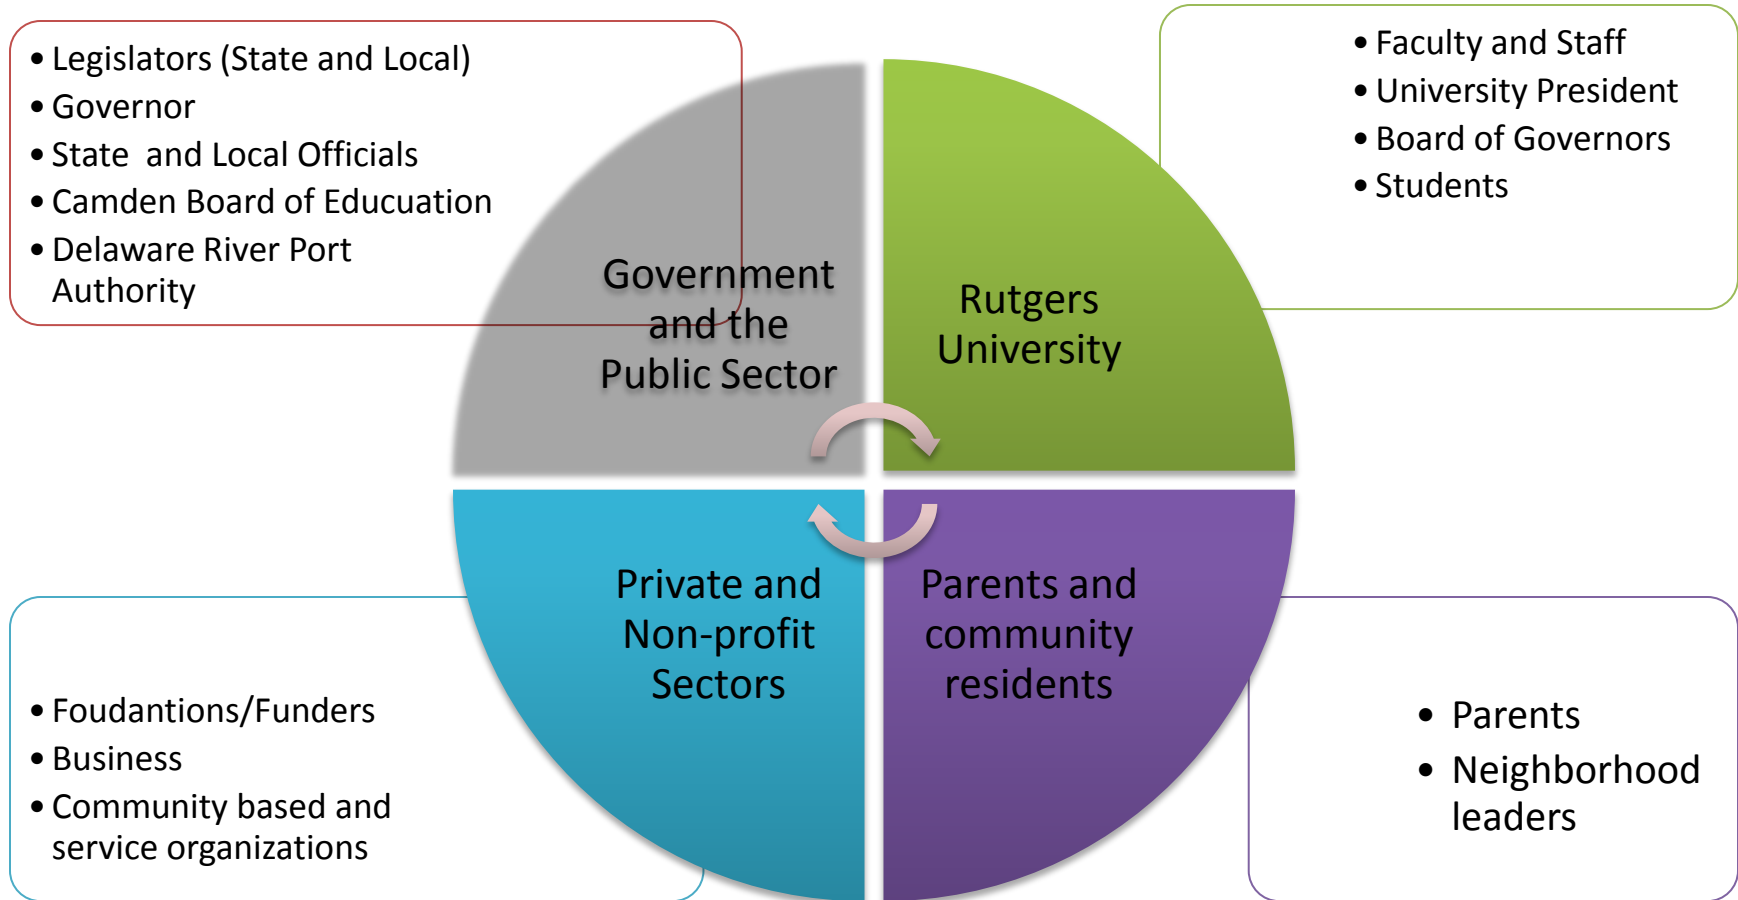 • Legislators (State and Local)
• Governor
• State  and Local Officials
• Camden Board of Educuation
• Delaware River Port
Authority
• Faculty and Staff
• University President
• Board of Governors
• Students
Government
and the
Public Sector
Rutgers
University
Private and
Non-profit
Sectors
Parents and
community
residents
• Foudantions/Funders
• Business
• Community based and
service organizations
• Parents
• Neighborhood
leaders